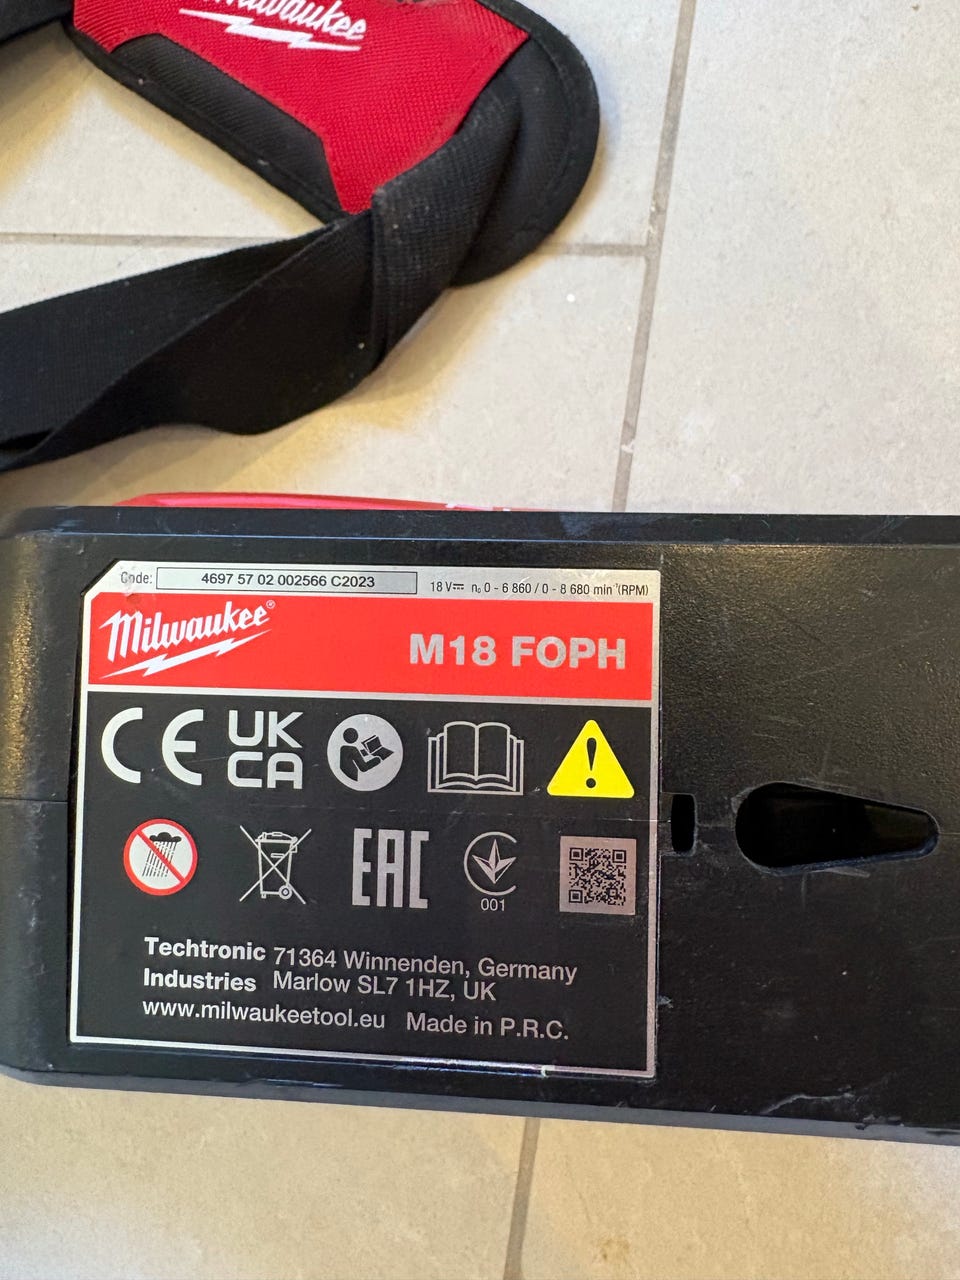 Milwaukee
Code: 4697 57 02 002566 C2023
18 V⎓ n₀ 0 - 6 860 / 0 - 8 680 min⁻¹(RPM)
Milwaukee®
M18 FOPH
CE
UK
CA
EAC
001
Techtronic 71364 Winnenden, Germany
Industries Marlow SL7 1HZ, UK
www.milwaukeetool.eu Made in P.R.C.